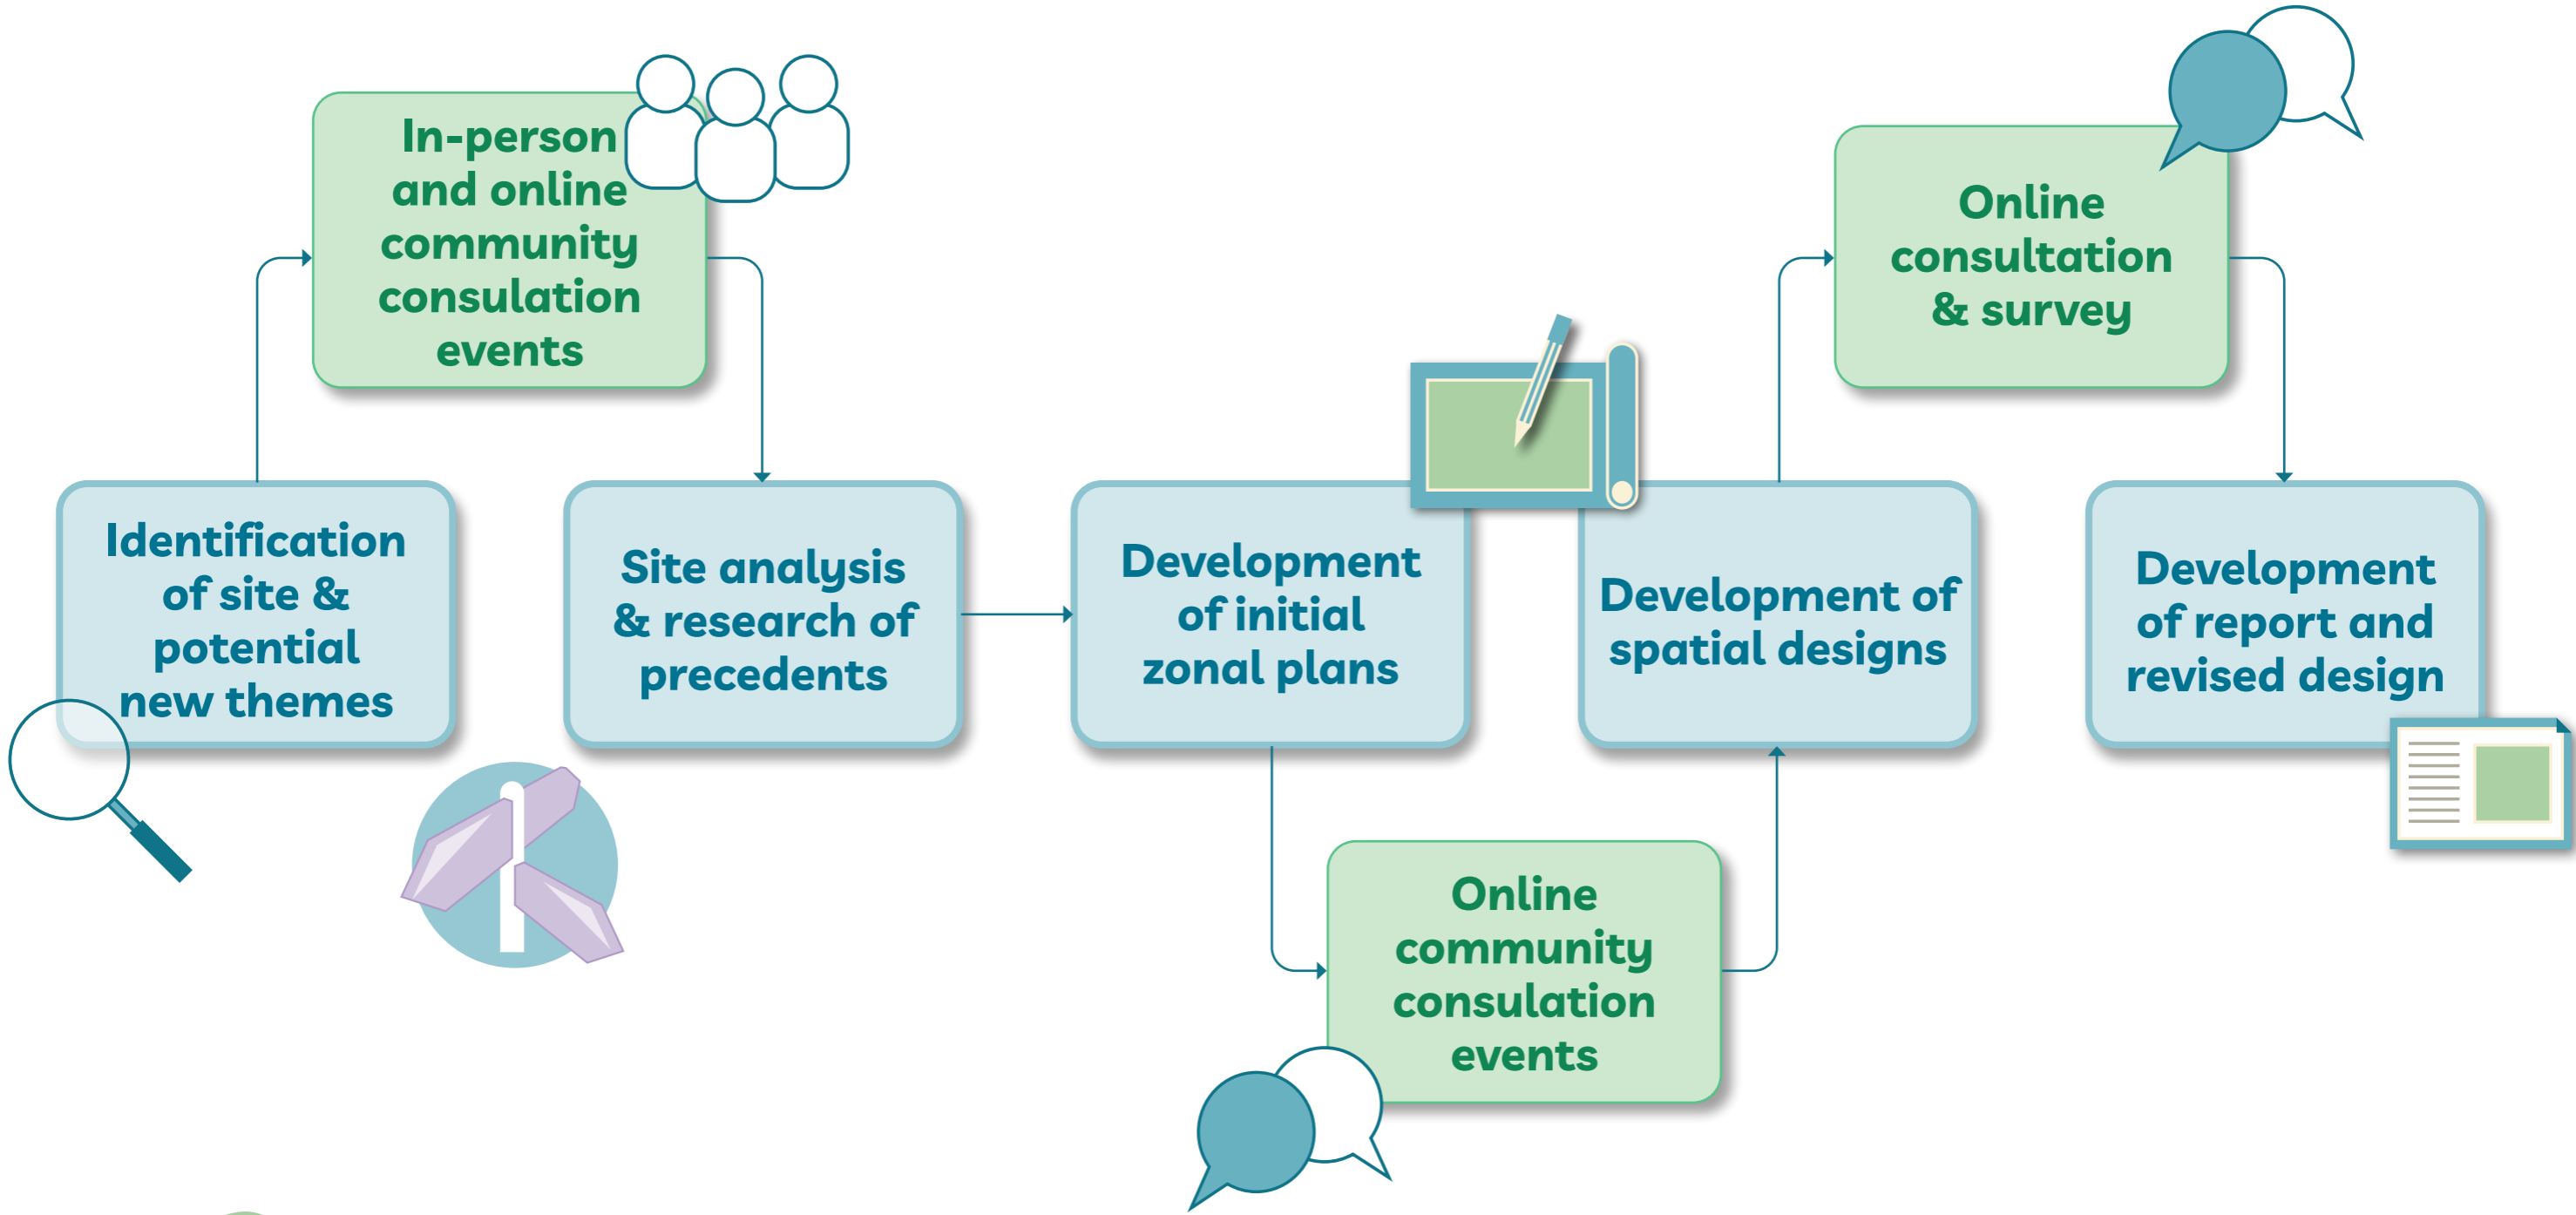 In-person
and online
community
consulation
events
Identification
of site &
potential
new themes
Site analysis
& research of
precedents
Development
of initial
zonal plans
Online
community
consulation
events
Development of
spatial designs
Online
consultation
& survey
Development
of report and
revised design